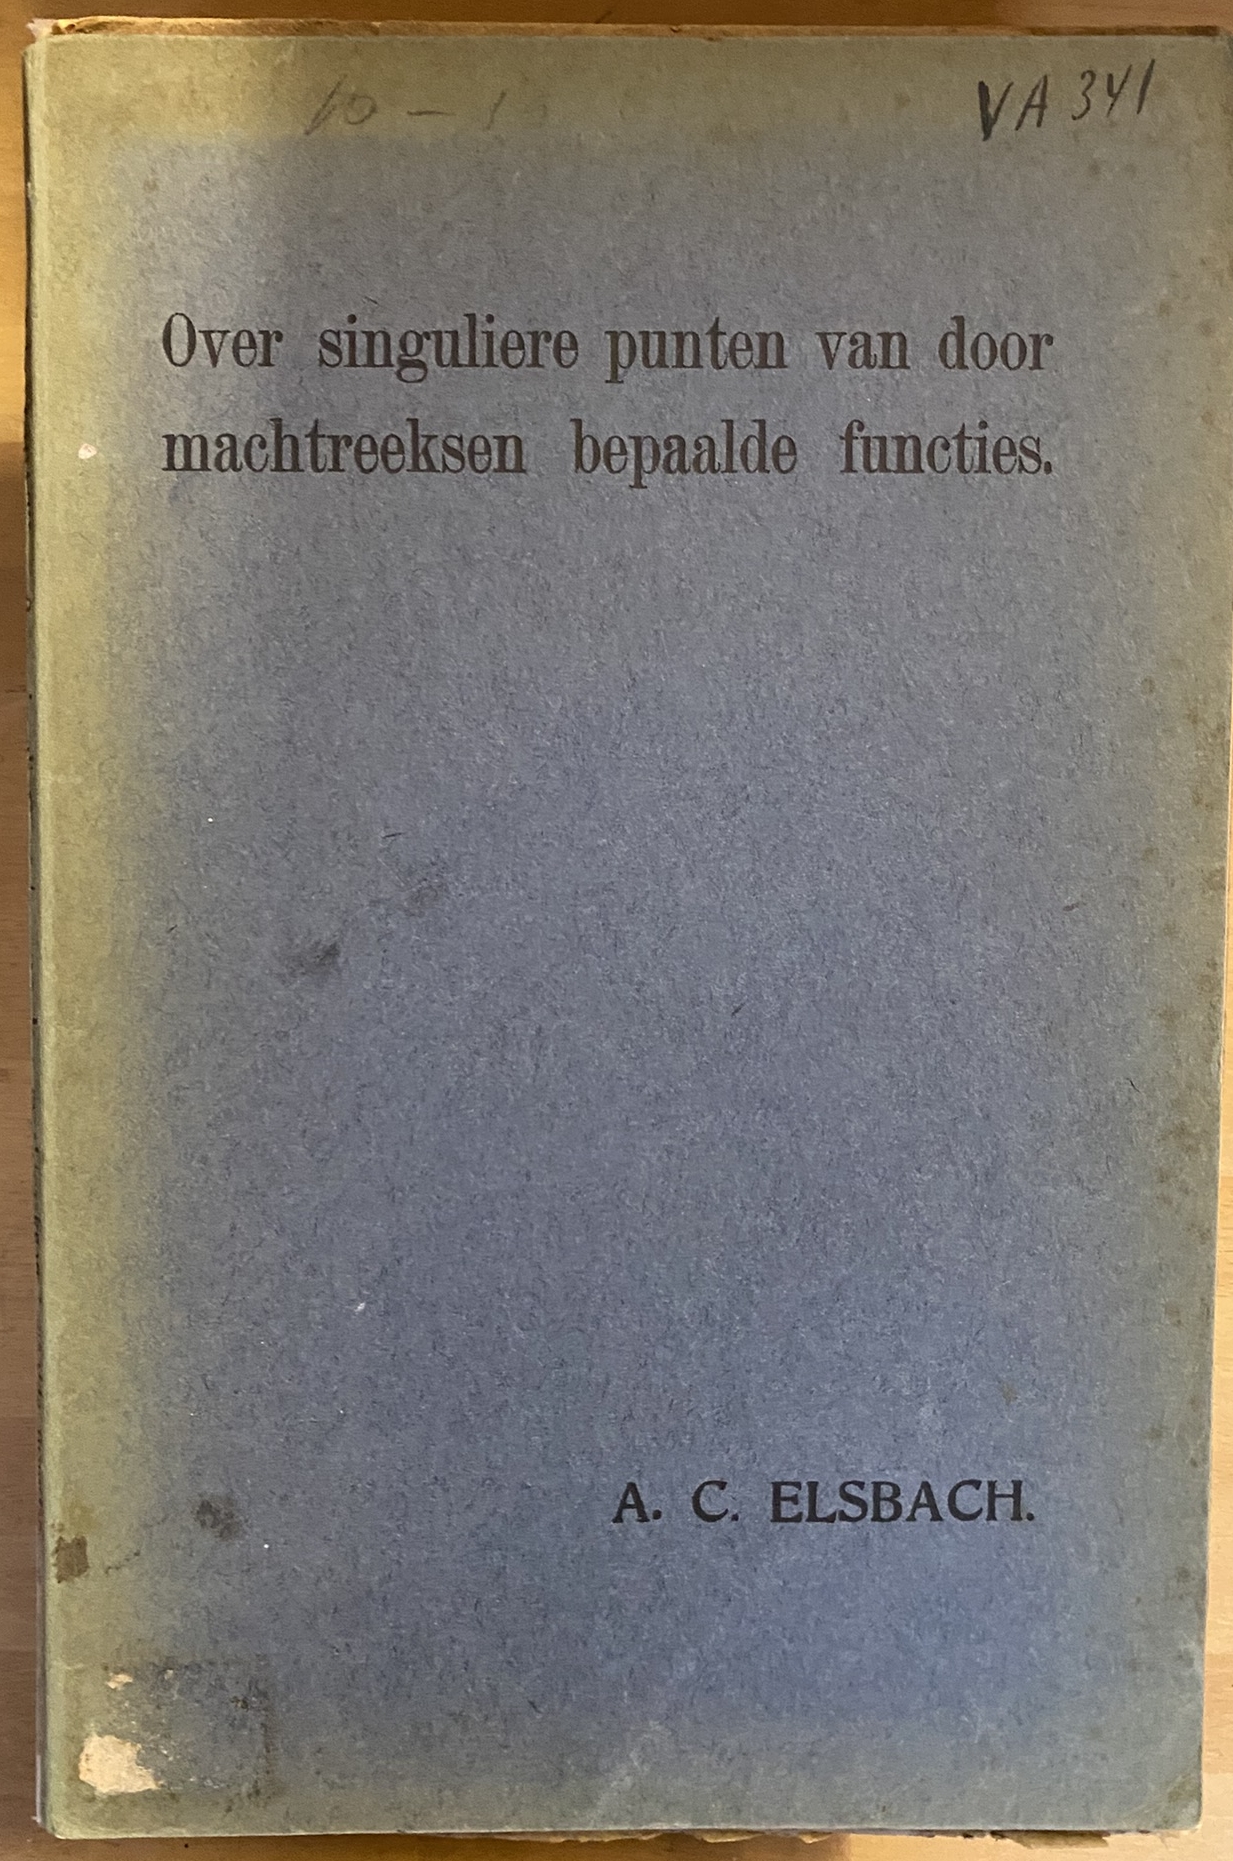 VA 341
Over singuliere punten van door
machtreeksen bepaalde functies.
A. C. ELSBACH.